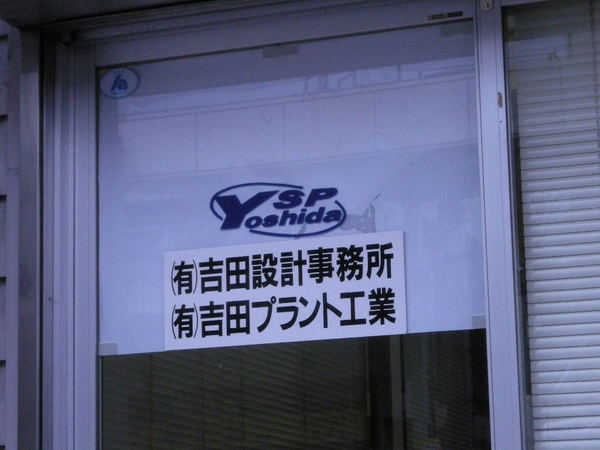 YSP
Yoshida
(有)吉田設計事務所
(有)吉田プラント工業